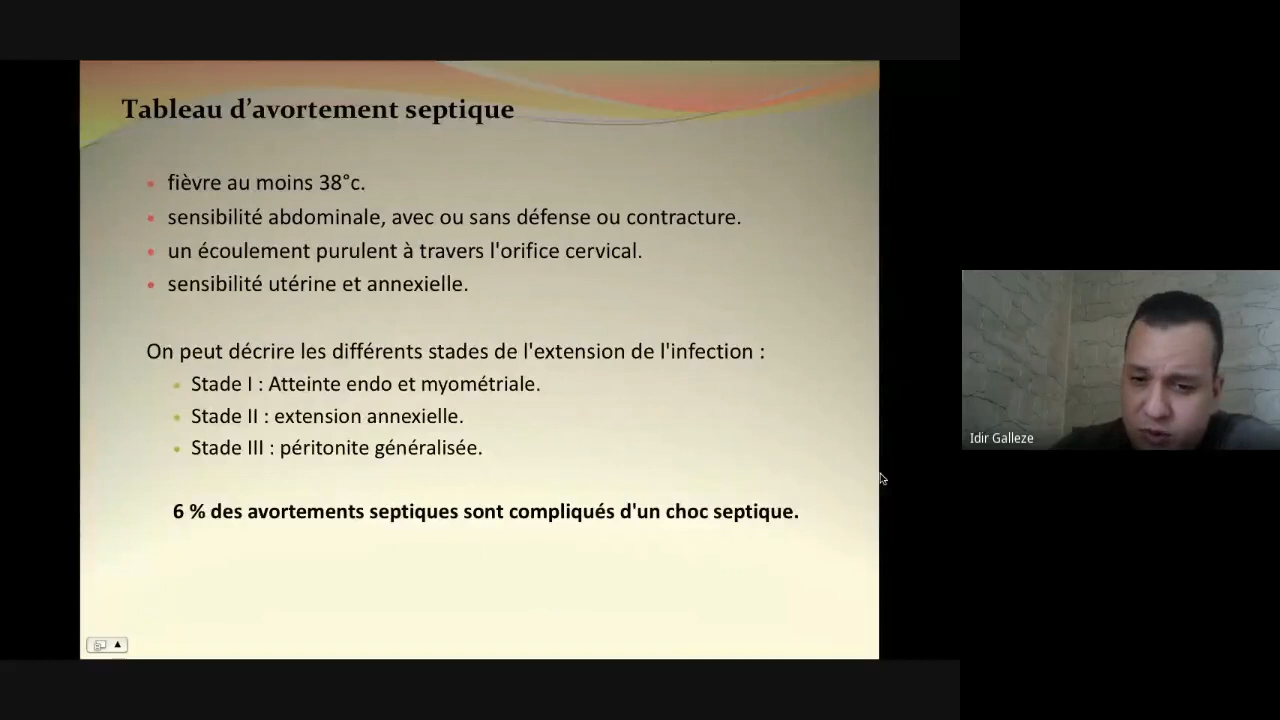 Tableau d'avortement septique
fièvre au moins 38°c.
sensibilité abdominale, avec ou sans défense ou contracture.
un écoulement purulent à travers l'orifice cervical.
sensibilité utérine et annexielle.
On peut décrire les différents stades de l'extension de l'infection :
Stade I : Atteinte endo et myométriale.
Stade II : extension annexielle.
Stade III : péritonite généralisée.
6 % des avortements septiques sont compliqués d'un choc septique.
Idir Galleze